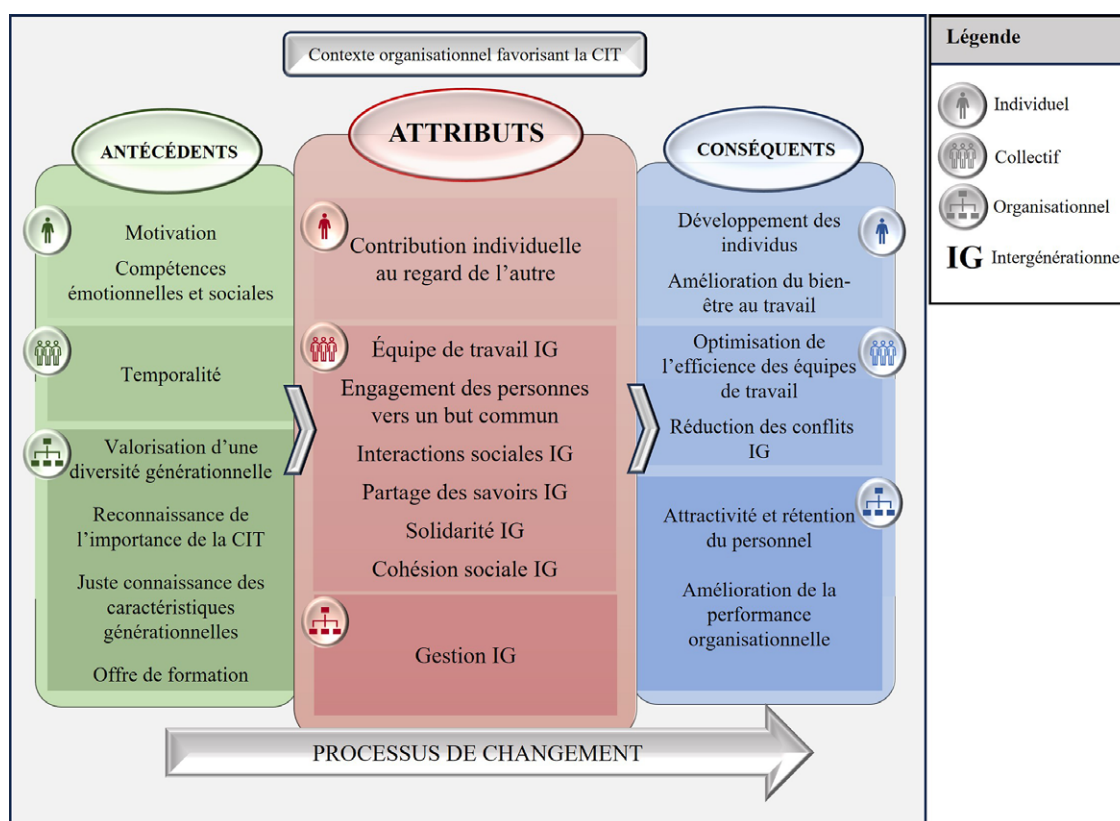 Contexte organisationnel favorisant la CIT
ANTÉCÉDENTS
Motivation
Compétences
émotionnelles et sociales
Temporalité
Valorisation d’une
diversité générationnelle
Reconnaissance de
l’importance de la CIT
Juste connaissance des
caractéristiques
générationnelles
Offre de formation
ATTRIBUTS
Contribution individuelle
au regard de l’autre
Équipe de travail IG
Engagement des personnes
vers un but commun
Interactions sociales IG
Partage des savoirs IG
Solidarité IG
Cohésion sociale IG
Gestion IG
CONSÉQUENTS
Développement des
individus
Amélioration du bien-
être au travail
Optimisation de
l’efficience des équipes
de travail
Réduction des conflits
IG
Attractivité et rétention
du personnel
Amélioration de la
performance
organisationnelle
PROCESSUS DE CHANGEMENT
Légende
Individuel
Collectif
Organisationnel
IG Intergénérationne